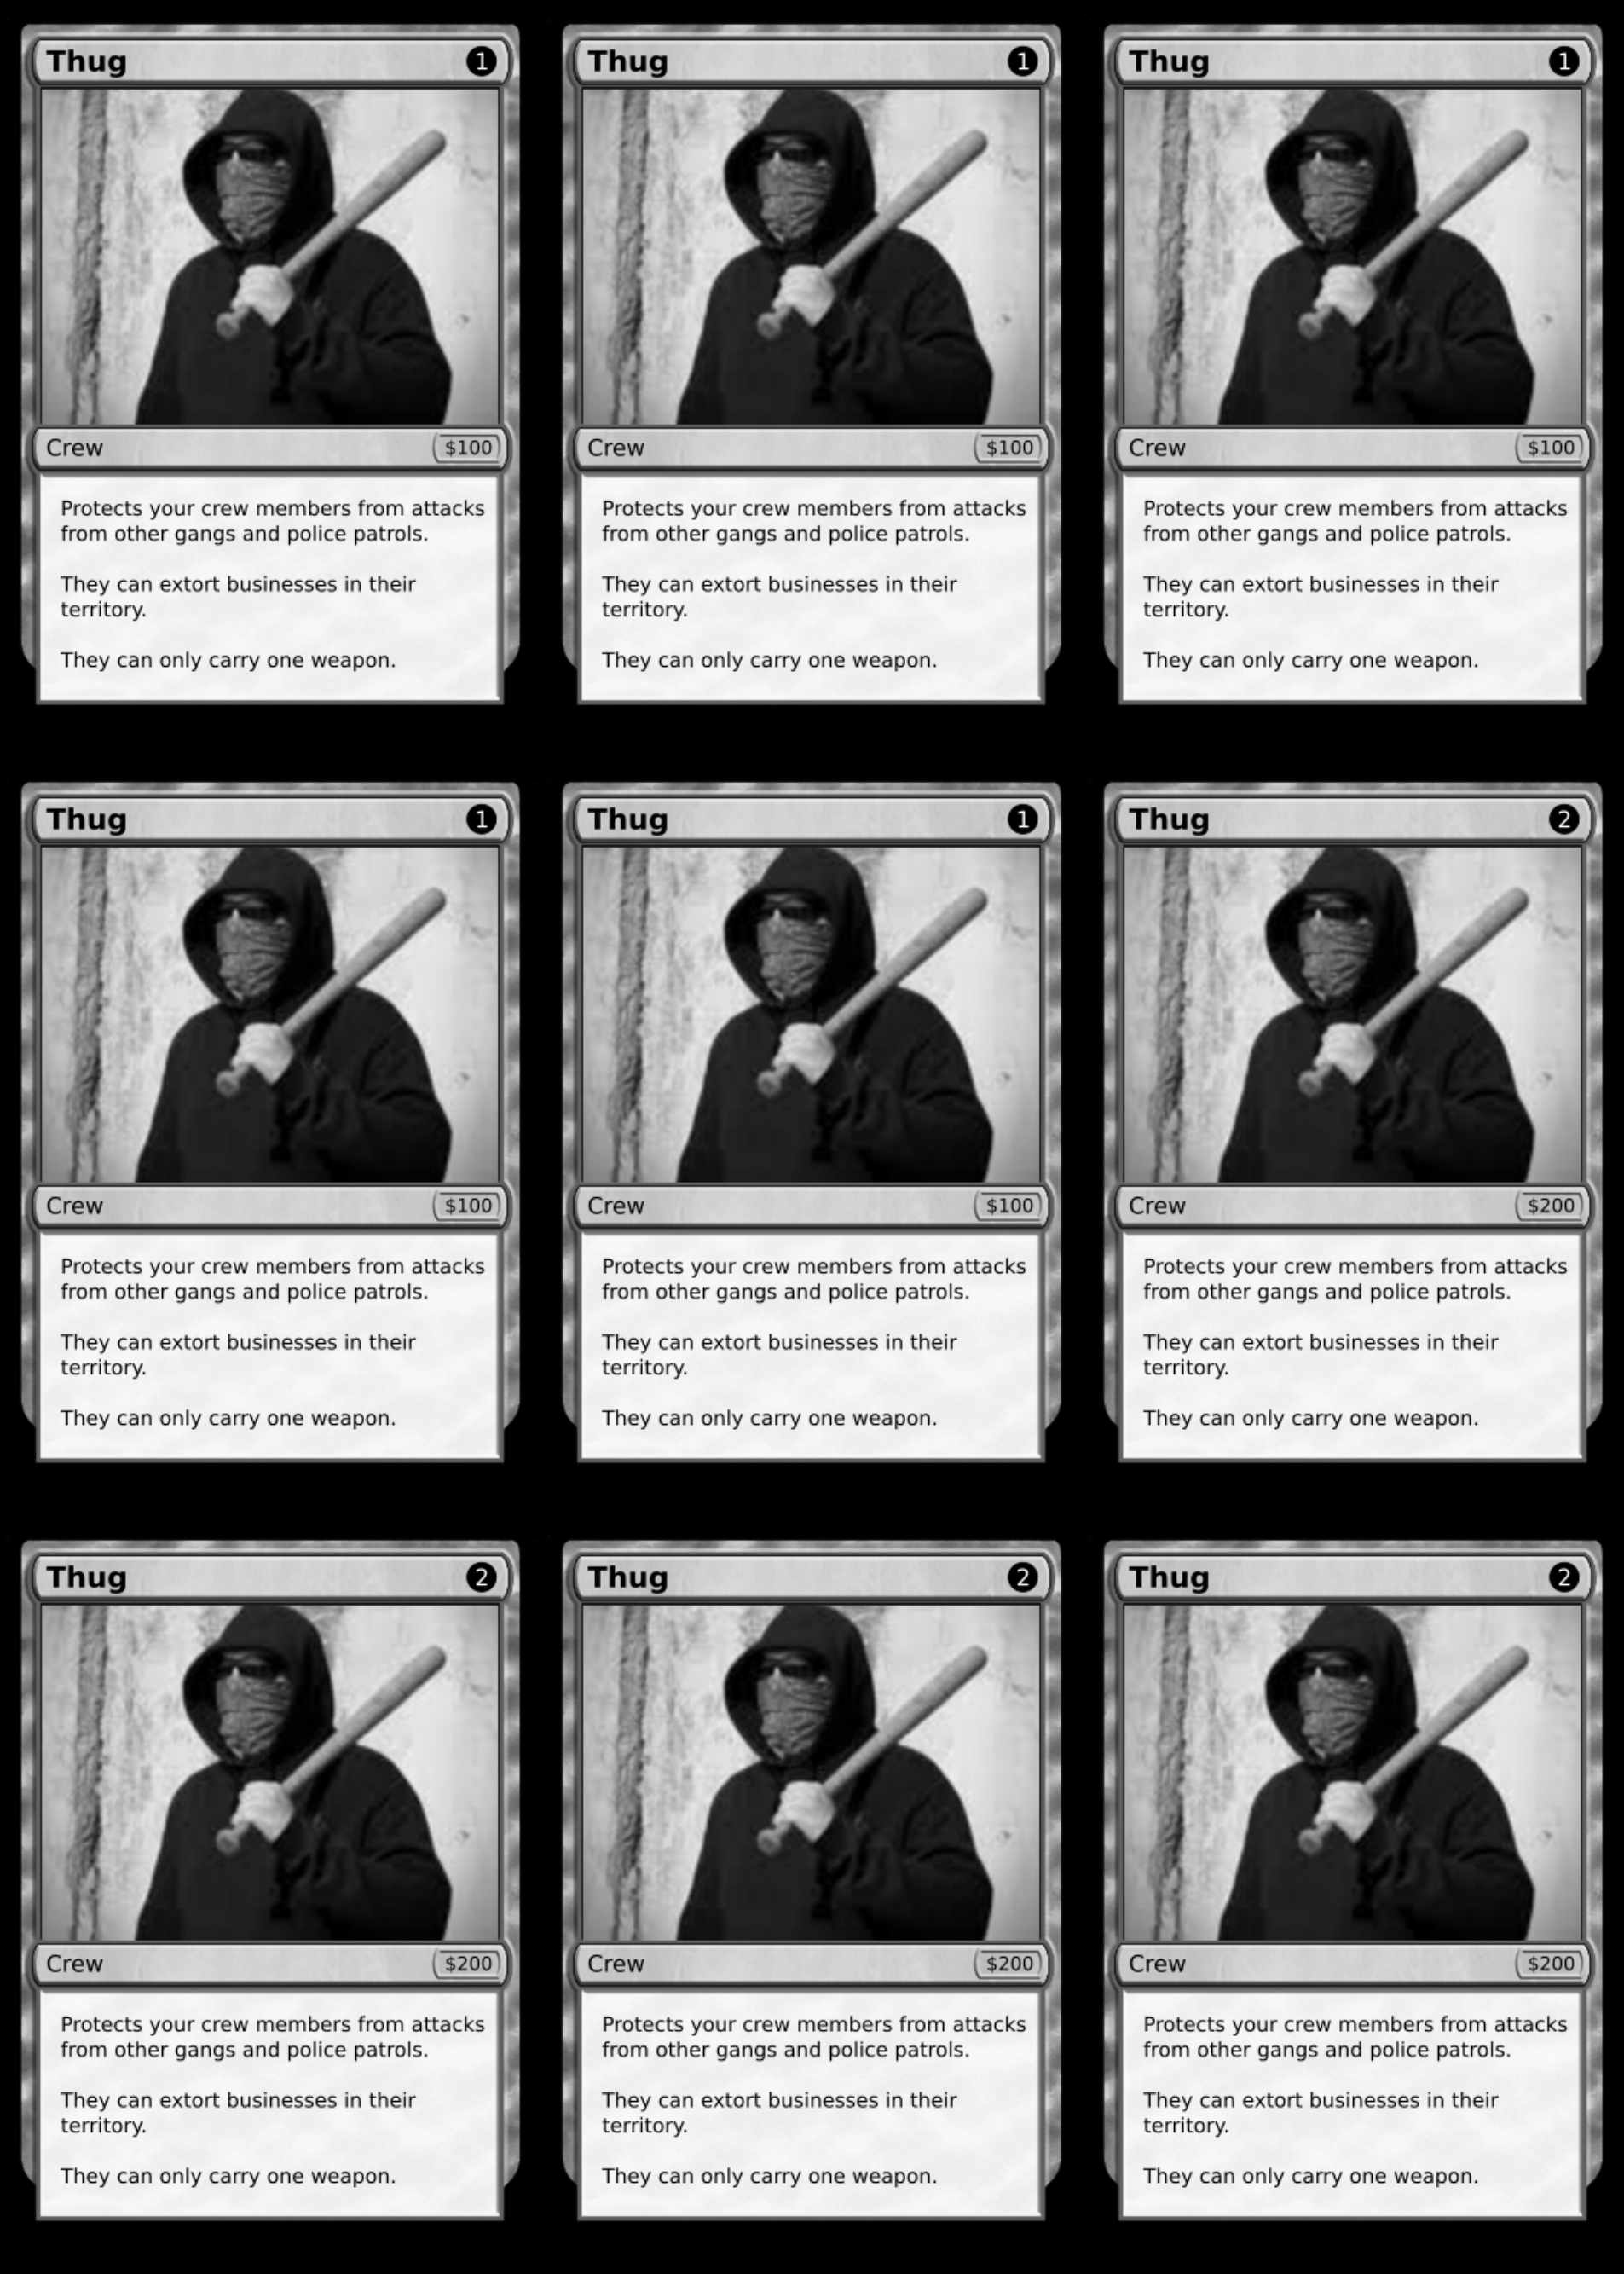 Thug 1
Crew $100
Protects your crew members from attacks
from other gangs and police patrols.
They can extort businesses in their
territory.
They can only carry one weapon.
Thug 1
Crew $100
Protects your crew members from attacks
from other gangs and police patrols.
They can extort businesses in their
territory.
They can only carry one weapon.
Thug 1
Crew $100
Protects your crew members from attacks
from other gangs and police patrols.
They can extort businesses in their
territory.
They can only carry one weapon.
Thug 1
Crew $100
Protects your crew members from attacks
from other gangs and police patrols.
They can extort businesses in their
territory.
They can only carry one weapon.
Thug 1
Crew $100
Protects your crew members from attacks
from other gangs and police patrols.
They can extort businesses in their
territory.
They can only carry one weapon.
Thug 2
Crew $200
Protects your crew members from attacks
from other gangs and police patrols.
They can extort businesses in their
territory.
They can only carry one weapon.
Thug 2
Crew $200
Protects your crew members from attacks
from other gangs and police patrols.
They can extort businesses in their
territory.
They can only carry one weapon.
Thug 2
Crew $200
Protects your crew members from attacks
from other gangs and police patrols.
They can extort businesses in their
territory.
They can only carry one weapon.
Thug 2
Crew $200
Protects your crew members from attacks
from other gangs and police patrols.
They can extort businesses in their
territory.
They can only carry one weapon.